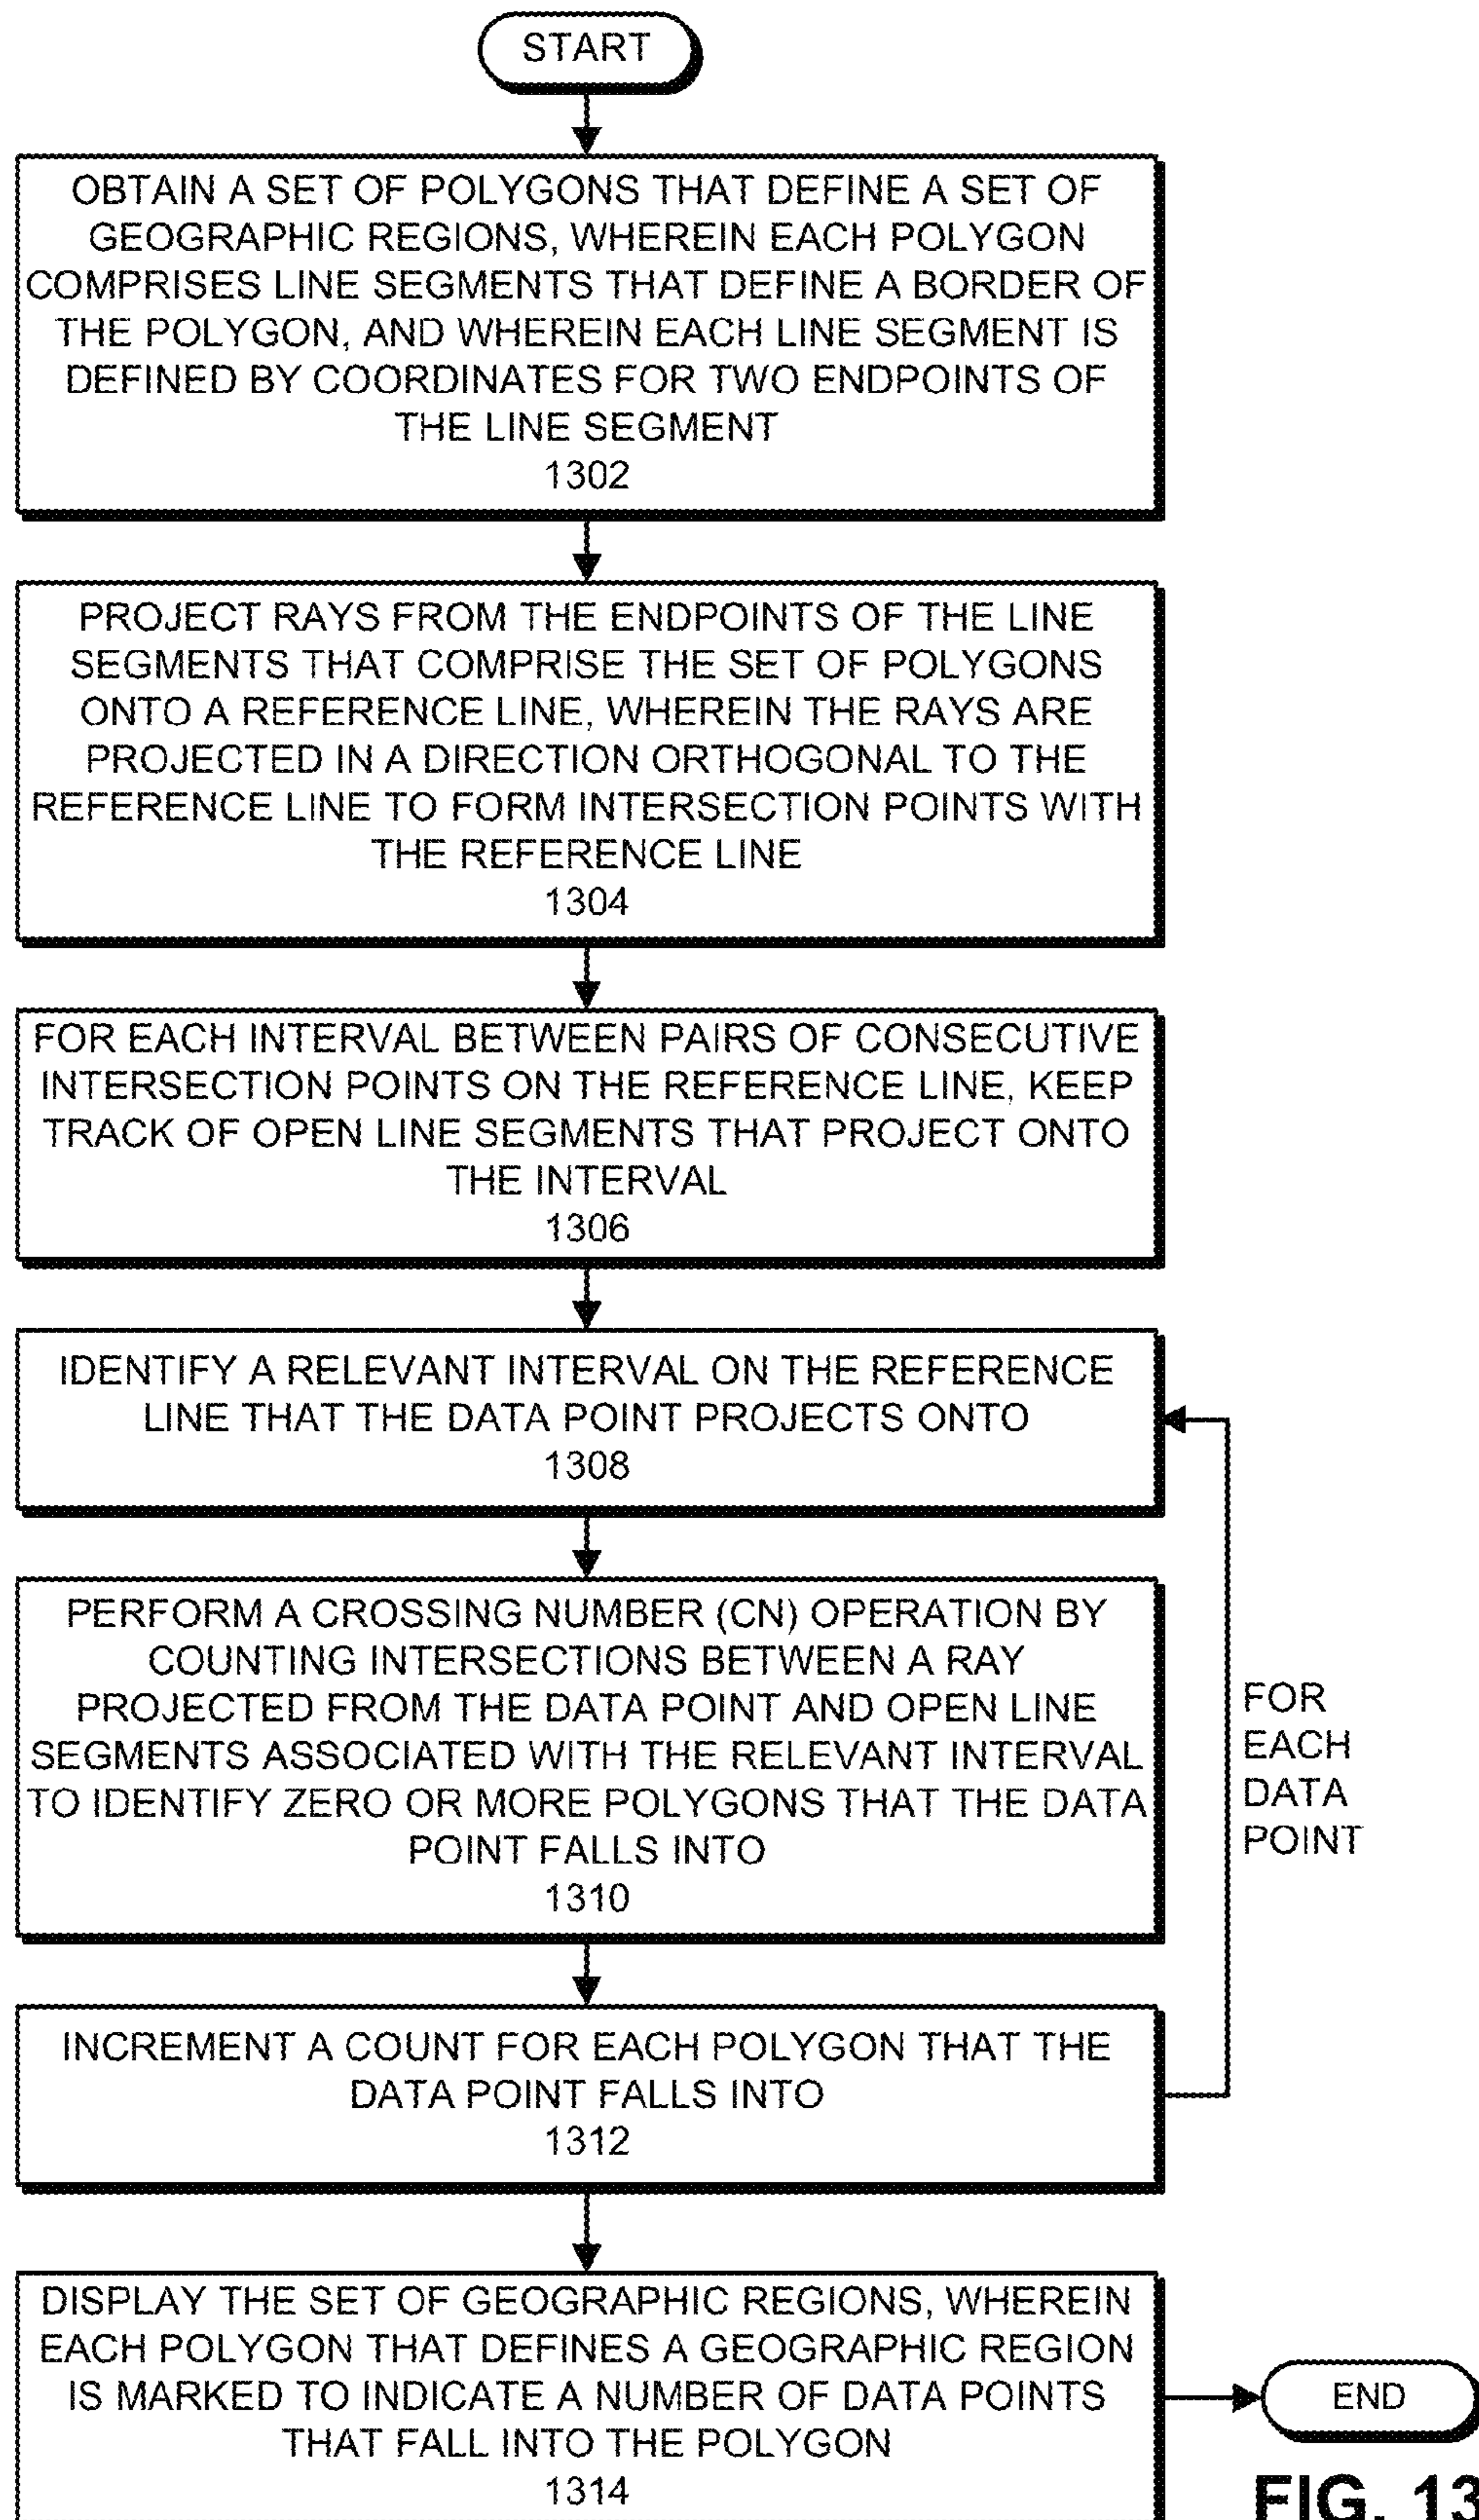 START
OBTAIN A SET OF POLYGONS THAT DEFINE A SET OF
GEOGRAPHIC REGIONS, WHEREIN EACH POLYGON
COMPRISES LINE SEGMENTS THAT DEFINE A BORDER OF
THE POLYGON, AND WHEREIN EACH LINE SEGMENT IS
DEFINED BY COORDINATES FOR TWO ENDPOINTS OF
THE LINE SEGMENT
1302
PROJECT RAYS FROM THE ENDPOINTS OF THE LINE
SEGMENTS THAT COMPRISE THE SET OF POLYGONS
ONTO A REFERENCE LINE, WHEREIN THE RAYS ARE
PROJECTED IN A DIRECTION ORTHOGONAL TO THE
REFERENCE LINE TO FORM INTERSECTION POINTS WITH
THE REFERENCE LINE
1304
FOR EACH INTERVAL BETWEEN PAIRS OF CONSECUTIVE
INTERSECTION POINTS ON THE REFERENCE LINE, KEEP
TRACK OF OPEN LINE SEGMENTS THAT PROJECT ONTO
THE INTERVAL
1306
IDENTIFY A RELEVANT INTERVAL ON THE REFERENCE
LINE THAT THE DATA POINT PROJECTS ONTO
1308
PERFORM A CROSSING NUMBER (CN) OPERATION BY
COUNTING INTERSECTIONS BETWEEN A RAY
PROJECTED FROM THE DATA POINT AND OPEN LINE
SEGMENTS ASSOCIATED WITH THE RELEVANT INTERVAL
TO IDENTIFY ZERO OR MORE POLYGONS THAT THE DATA
POINT FALLS INTO
1310
FOR
EACH
DATA
POINT
INCREMENT A COUNT FOR EACH POLYGON THAT THE
DATA POINT FALLS INTO
1312
DISPLAY THE SET OF GEOGRAPHIC REGIONS, WHEREIN
EACH POLYGON THAT DEFINES A GEOGRAPHIC REGION
IS MARKED TO INDICATE A NUMBER OF DATA POINTS
THAT FALL INTO THE POLYGON
1314
END
FIG. 13